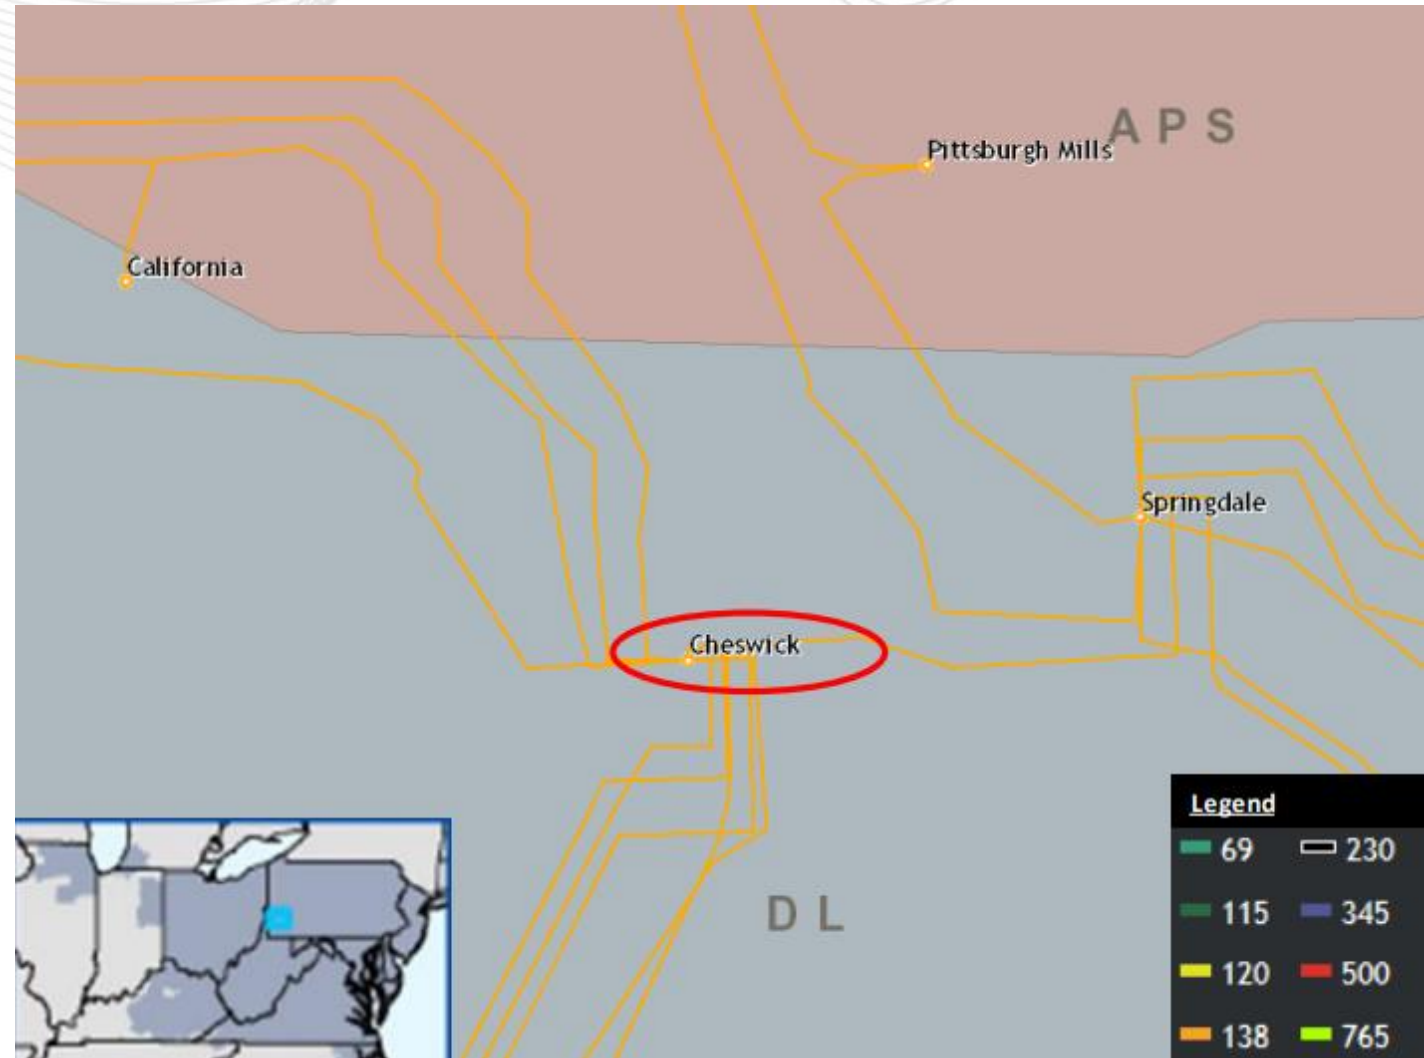 A P S
Pittsburgh Mills
California
Springdale
Cheswick
D L
Legend
69 230
115 345
120 500
138 765